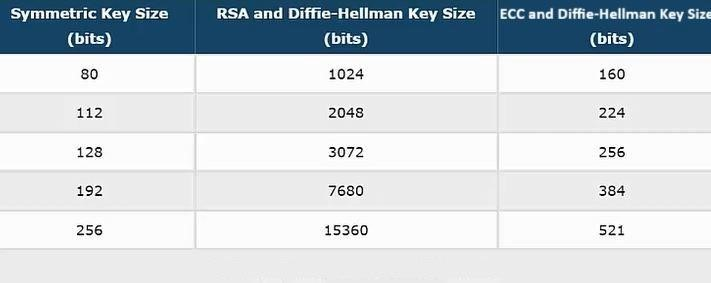 Symmetric Key Size RSA and Diffie-Hellman Key Size ECC and Diffie-Hellman Key Size
(bits) (bits) (bits)
80 1024 160
112 2048 224
128 3072 256
192 7680 384
256 15360 521